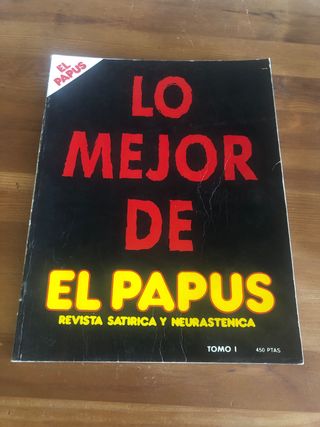 EL
PAPUS
LO
MEJOR
DE
EL PAPUS
REVISTA SATIRICA Y NEURASTENICA
TOMO I 450 PTAS